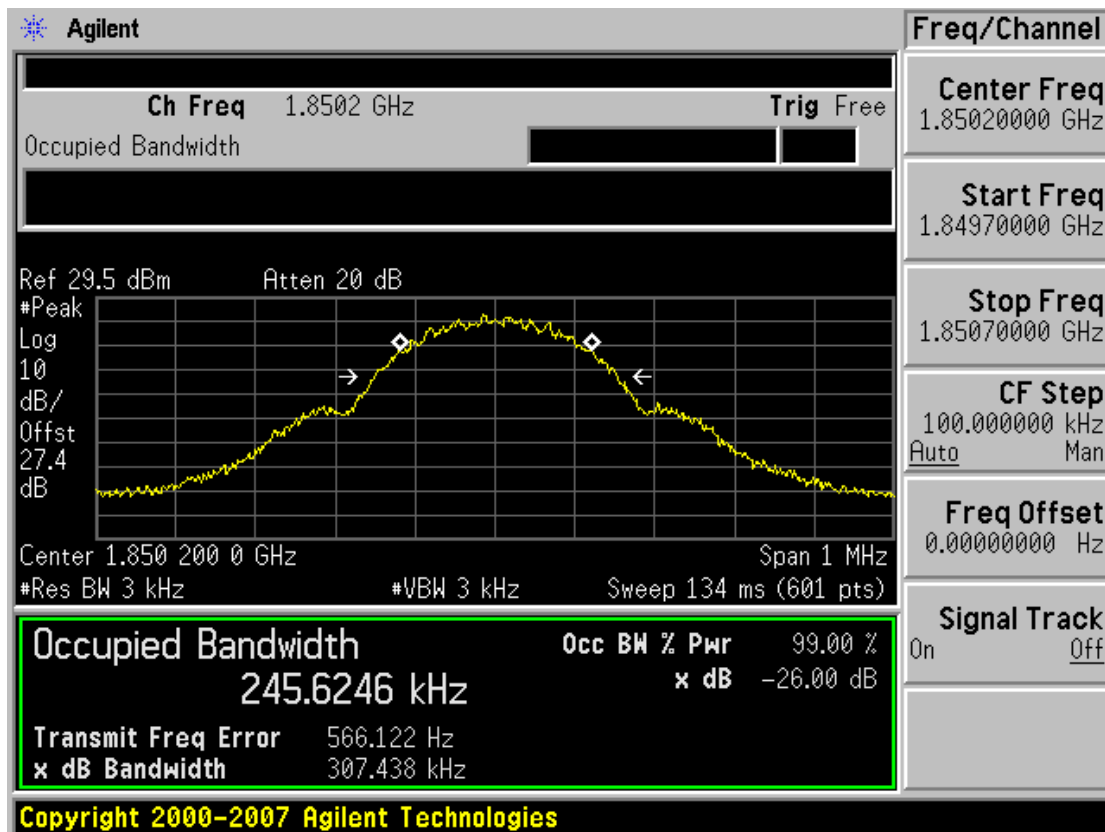 Agilent
Freq/Channel
Ch Freq 1.8502 GHz Trig Free
Occupied Bandwidth
Center Freq
1.85020000 GHz
Start Freq
1.84970000 GHz
Stop Freq
1.85070000 GHz
CF Step
100.000000 kHz
Auto Man
Freq Offset
0.00000000 Hz
Signal Track
On Off
Ref 29.5 dBm Atten 20 dB
#Peak
Log
10
dB/
Offst
27.4
dB
Center 1.850 200 0 GHz Span 1 MHz
#Res BW 3 kHz #VBW 3 kHz Sweep 134 ms (601 pts)
Occupied Bandwidth
245.6246 kHz
Occ BW % Pwr 99.00 %
x dB -26.00 dB
Transmit Freq Error 566.122 Hz
x dB Bandwidth 307.438 kHz
Copyright 2000-2007 Agilent Technologies